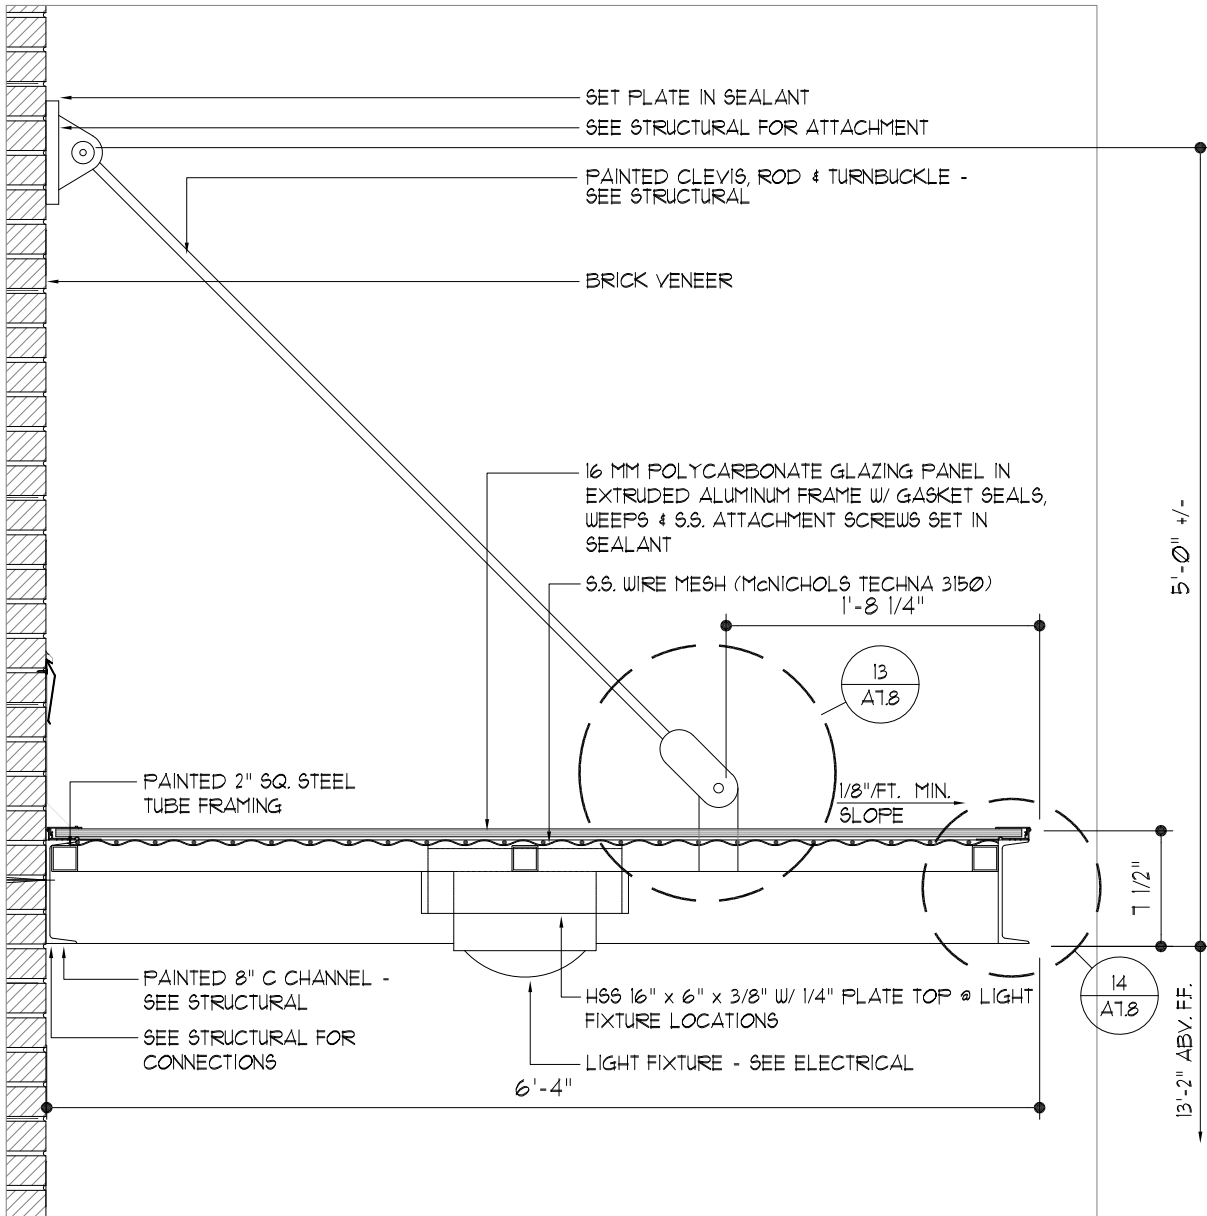 SET PLATE IN SEALANT
SEE STRUCTURAL FOR ATTACHMENT
PAINTED CLEVIS, ROD & TURNBUCKLE -
SEE STRUCTURAL
BRICK VENEER
16 MM POLYCARBONATE GLAZING PANEL IN
EXTRUDED ALUMINUM FRAME W/ GASKET SEALS,
WEEPS & S.S. ATTACHMENT SCREWS SET IN
SEALANT
S.S. WIRE MESH (McNICHOLS TECHNA 3150)
1'-8 1/4"
5'-0" +/-
13
A7.8
PAINTED 2" SQ. STEEL
TUBE FRAMING
1/8"/FT. MIN.
SLOPE
7 1/2"
PAINTED 8" C CHANNEL -
SEE STRUCTURAL
SEE STRUCTURAL FOR
CONNECTIONS
HSS 16" x 6" x 3/8" W/ 1/4" PLATE TOP @ LIGHT
FIXTURE LOCATIONS
LIGHT FIXTURE - SEE ELECTRICAL
14
A7.8
13'-2" ABV. F.F.
6'-4"